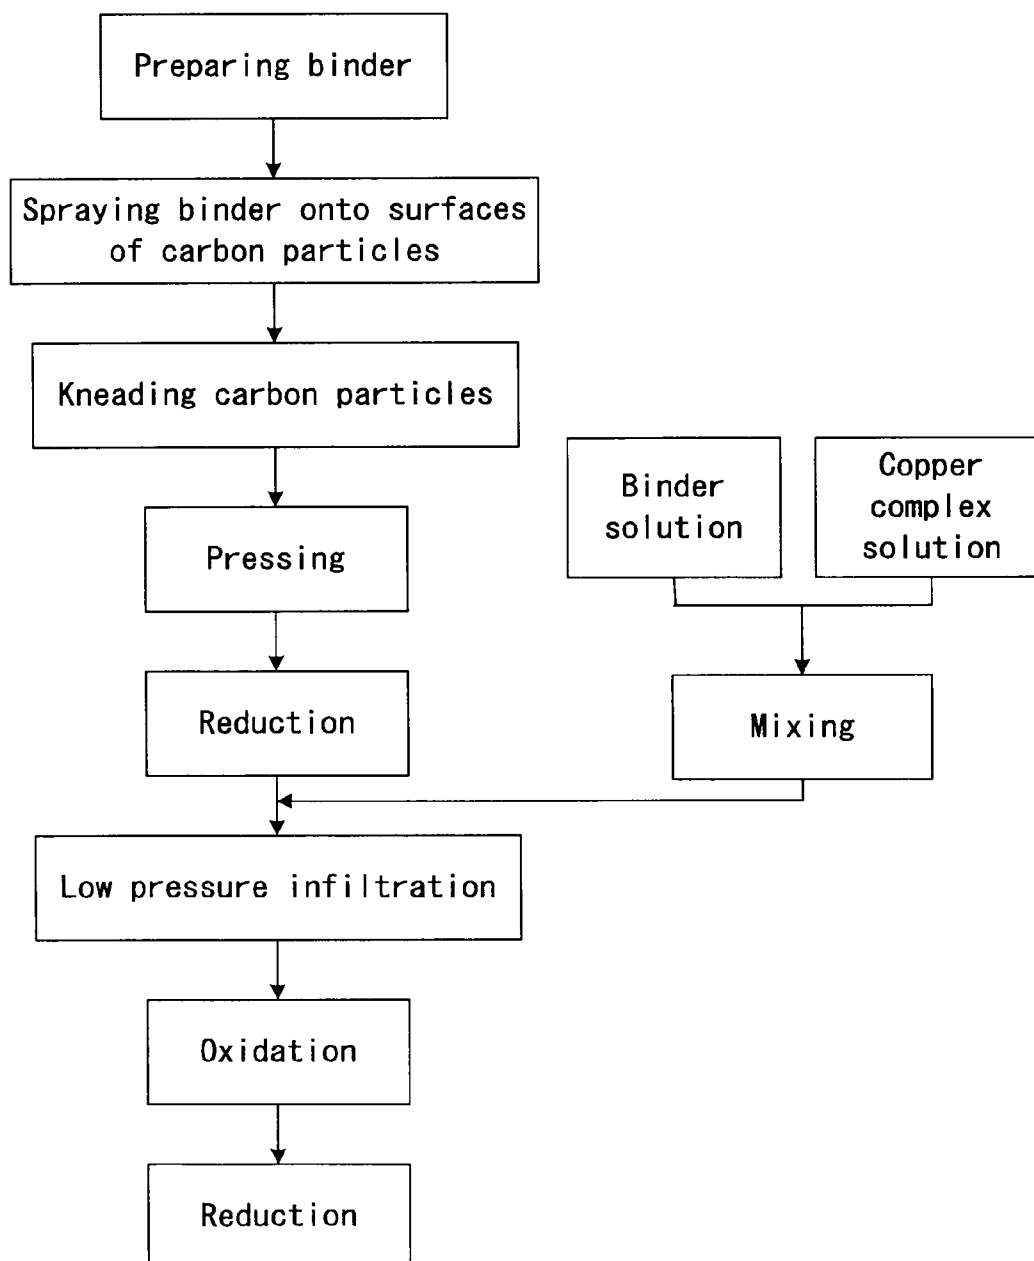 Preparing binder
Spraying binder onto surfaces
of carbon particles
Kneading carbon particles
Pressing
Reduction
Binder
solution
Copper
complex
solution
Mixing
Low pressure infiltration
Oxidation
Reduction